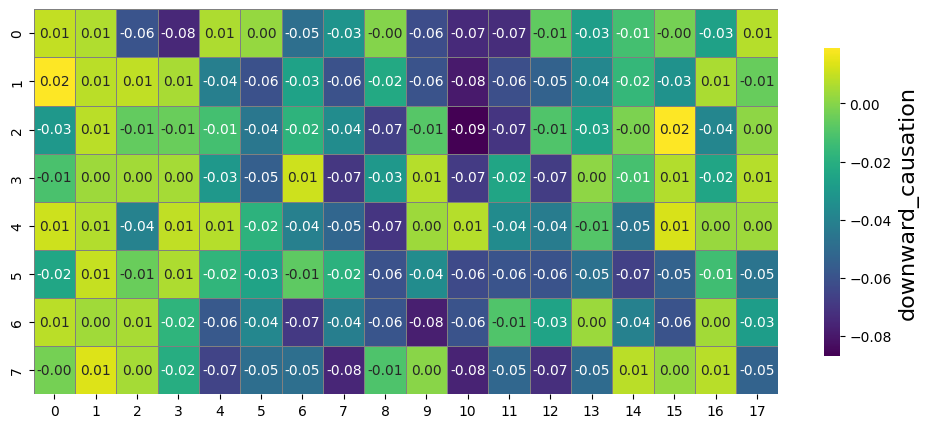 0 0.01 0.01 -0.06 -0.08 0.01 0.00 -0.05 -0.03 -0.00 -0.06 -0.07 -0.07 -0.01 -0.03 -0.01 -0.00 -0.03 0.01
1 0.02 0.01 0.01 0.01 -0.04 -0.06 -0.03 -0.06 -0.02 -0.06 -0.08 -0.06 -0.05 -0.04 -0.02 -0.03 0.01 -0.01
2 -0.03 0.01 -0.01 -0.01 -0.01 -0.04 -0.02 -0.04 -0.07 -0.01 -0.09 -0.07 -0.01 -0.03 -0.00 0.02 -0.04 0.00
3 -0.01 0.00 0.00 0.00 -0.03 -0.05 0.01 -0.07 -0.03 0.01 -0.07 -0.02 -0.07 0.00 -0.01 0.01 -0.02 0.01
4 0.01 0.01 -0.04 0.01 0.01 -0.02 -0.04 -0.05 -0.07 0.00 0.01 -0.04 -0.04 -0.01 -0.05 0.01 0.00 0.00
5 -0.02 0.01 -0.01 0.01 -0.02 -0.03 -0.01 -0.02 -0.06 -0.04 -0.06 -0.06 -0.06 -0.05 -0.07 -0.05 -0.01 -0.05
6 0.01 0.00 0.01 -0.02 -0.06 -0.04 -0.07 -0.04 -0.06 -0.08 -0.06 -0.01 -0.03 0.00 -0.04 -0.06 0.00 -0.03
7 -0.00 0.01 0.00 -0.02 -0.07 -0.05 -0.05 -0.08 -0.01 0.00 -0.08 -0.05 -0.07 -0.05 0.01 0.00 0.01 -0.05
0 1 2 3 4 5 6 7 8 9 10 11 12 13 14 15 16 17
0.00
−0.02
−0.04
−0.06
−0.08
downward_causation